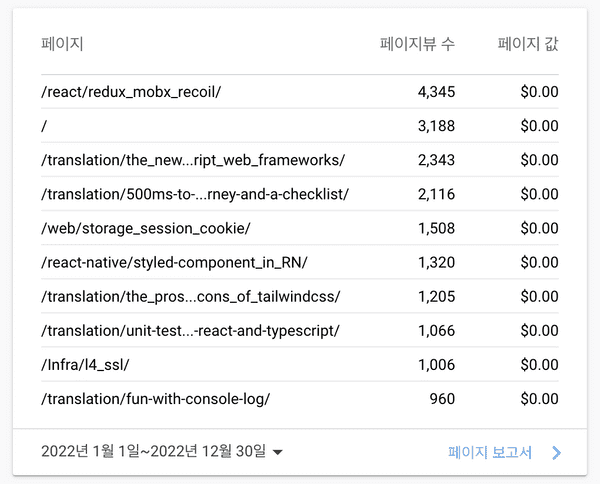 페이지 페이지뷰 수 페이지 값
/react/redux_mobx_recoil/ 4,345 $0.00
/ 3,188 $0.00
/translation/the_new...ript_web_frameworks/ 2,343 $0.00
/translation/500ms-to-...rney-and-a-checklist/ 2,116 $0.00
/web/storage_session_cookie/ 1,508 $0.00
/react-native/styled-component_in_RN/ 1,320 $0.00
/translation/the_pros...cons_of_tailwindcss/ 1,205 $0.00
/translation/unit-test...-react-and-typescript/ 1,066 $0.00
/Infra/l4_ssl/ 1,006 $0.00
/translation/fun-with-console-log/ 960 $0.00
2022년 1월 1일~2022년 12월 30일 페이지 보고서